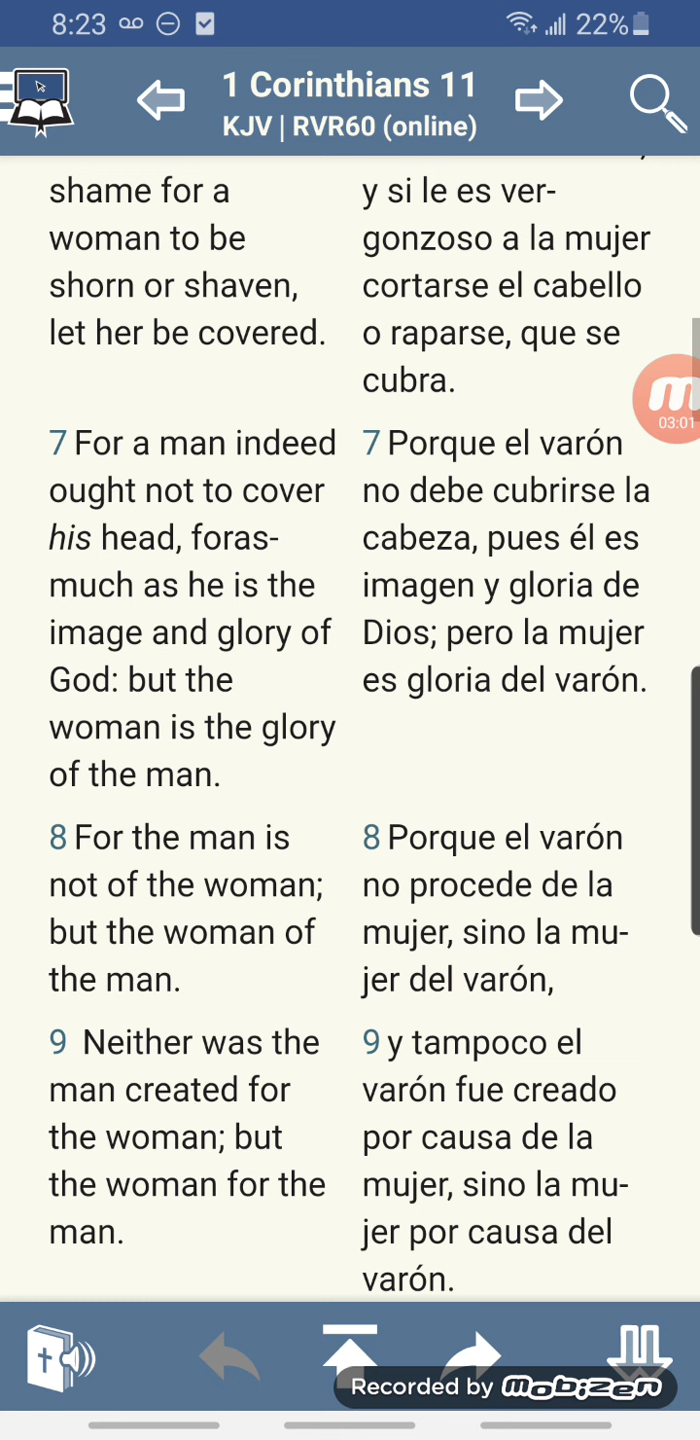 8:23
22%
1 Corinthians 11
KJV | RVR60 (online)
shame for a
woman to be
shorn or shaven,
let her be covered.
y si le es ver-
gonzoso a la mujer
cortarse el cabello
o raparse, que se
cubra.
03:01
7 For a man indeed
ought not to cover
his head, foras-
much as he is the
image and glory of
God: but the
woman is the glory
of the man.
7 Porque el varón
no debe cubrirse la
cabeza, pues él es
imagen y gloria de
Dios; pero la mujer
es gloria del varón.
8 For the man is
not of the woman;
but the woman of
the man.
8 Porque el varón
no procede de la
mujer, sino la mu-
jer del varón,
9 Neither was the
man created for
the woman; but
the woman for the
man.
9 y tampoco el
varón fue creado
por causa de la
mujer, sino la mu-
jer por causa del
varón.
Recorded by Mobizen